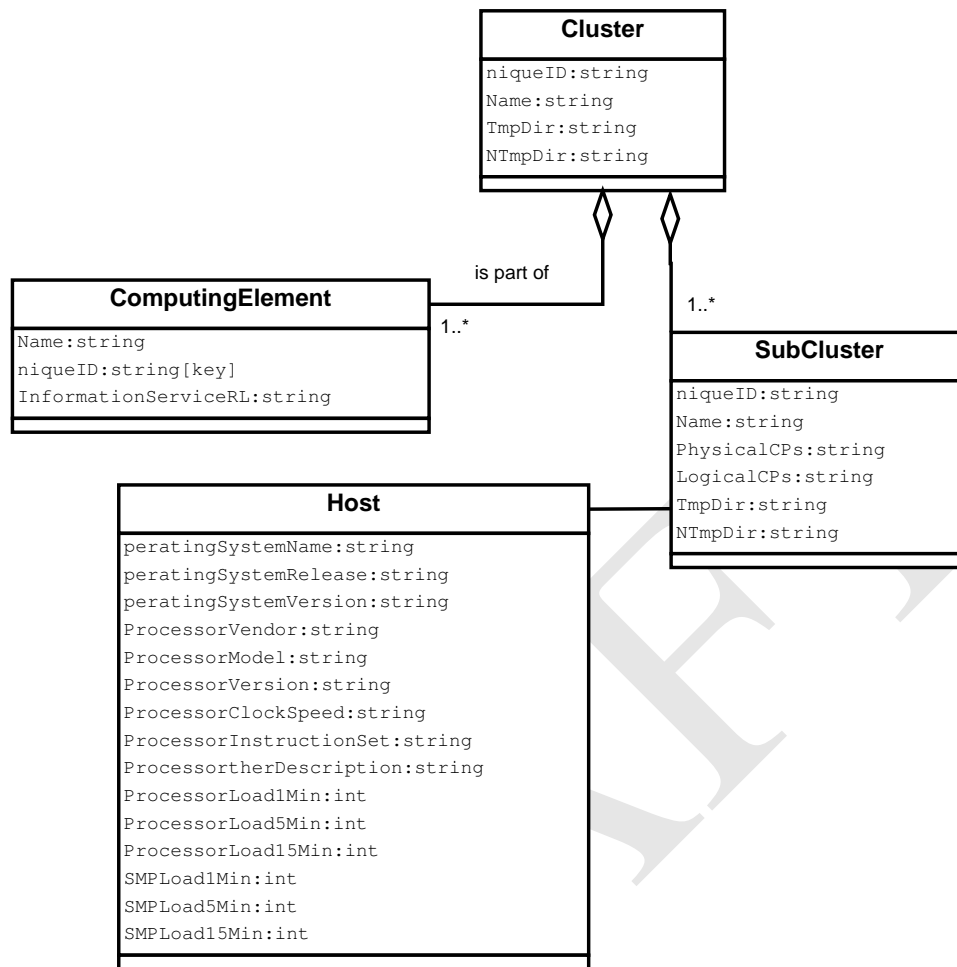 Cluster
niqueID:string
Name:string
TmpDir:string
NTmpDir:string
is part of
ComputingElement
1..*
1..*
Name:string
niqueID:string[key]
InformationServiceRL:string
SubCluster
niqueID:string
Name:string
PhysicalCPs:string
LogicalCPs:string
TmpDir:string
NTmpDir:string
Host
peratingSystemName:string
peratingSystemRelease:string
peratingSystemVersion:string
ProcessorVendor:string
ProcessorModel:string
ProcessorVersion:string
ProcessorClockSpeed:string
ProcessorInstructionSet:string
ProcessortherDescription:string
ProcessorLoad1Min:int
ProcessorLoad5Min:int
ProcessorLoad15Min:int
SMPLoad1Min:int
SMPLoad5Min:int
SMPLoad15Min:int